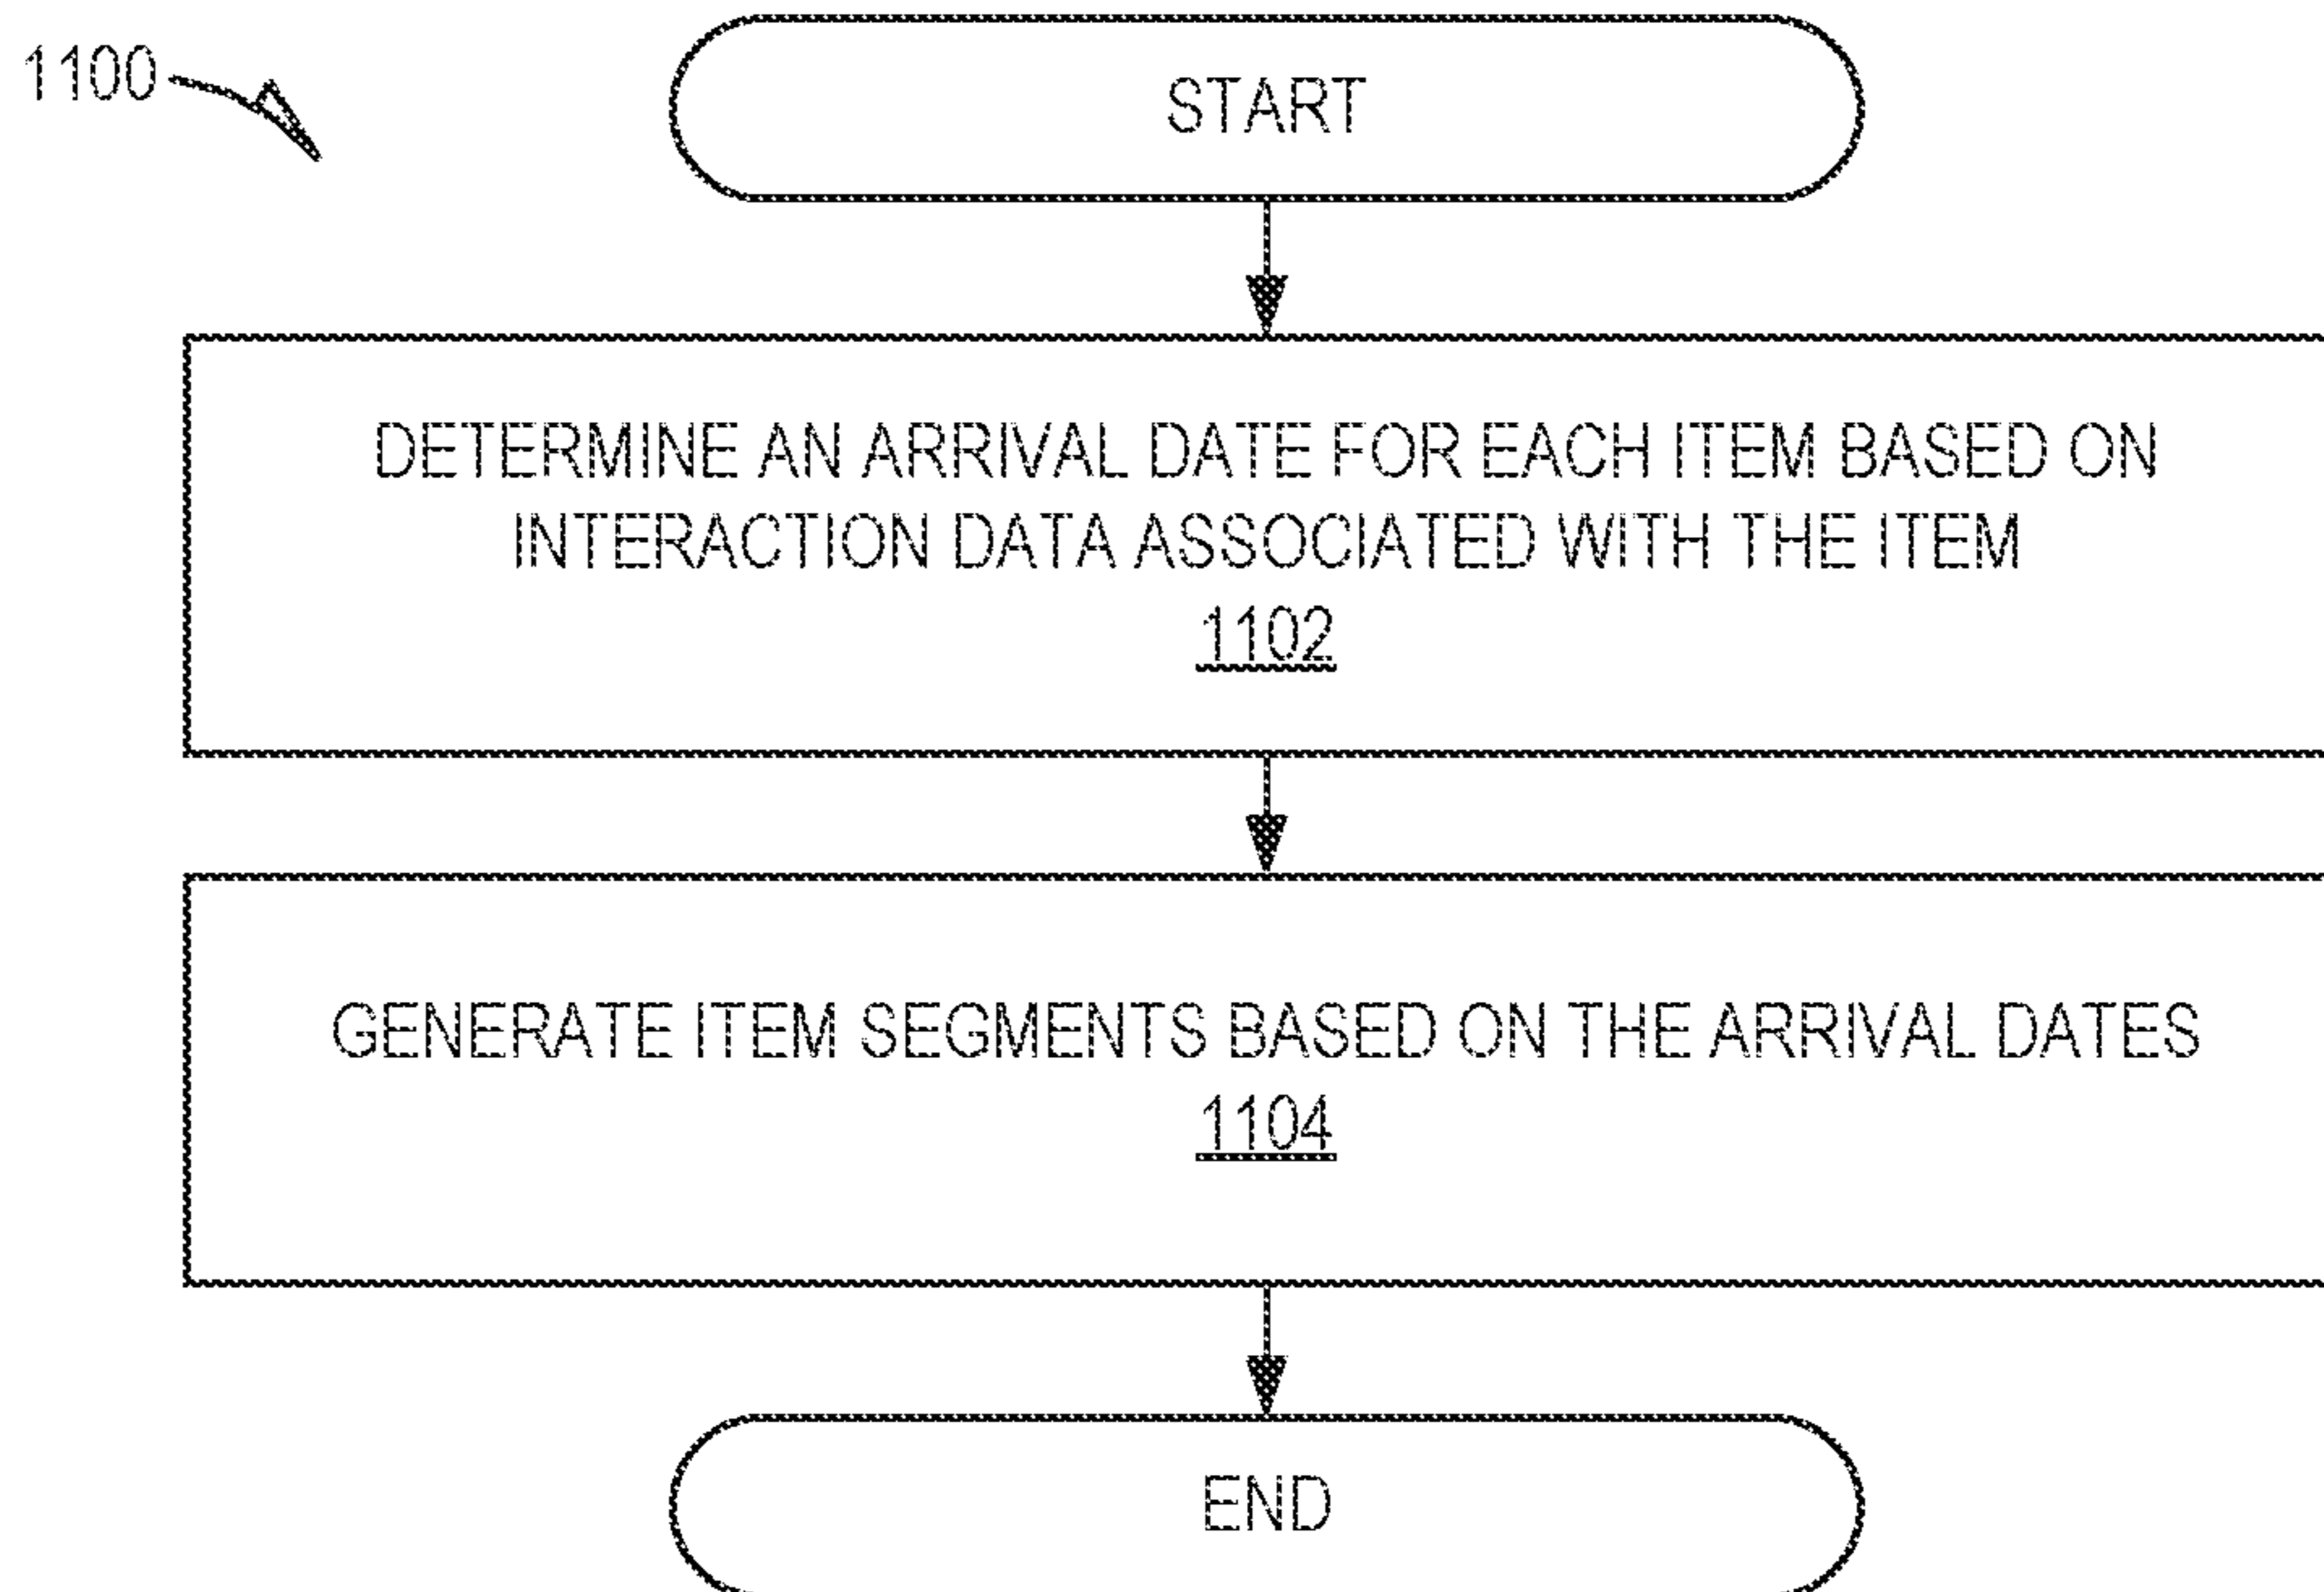 1100
START
DETERMINE AN ARRIVAL DATE FOR EACH ITEM BASED ON
INTERACTION DATA ASSOCIATED WITH THE ITEM
1102
GENERATE ITEM SEGMENTS BASED ON THE ARRIVAL DATES
1104
END